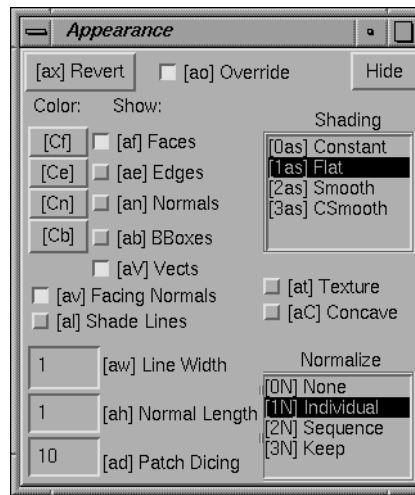 Appearance
[ax] Revert [ao] Override Hide
Color: Show:
Shading
[Cf] [af] Faces
[Ce] [ae] Edges
[Cn] [an] Normals
[Cb] [ab] BBoxes
[aV] Vects
[0as] Constant
[1as] Flat
[2as] Smooth
[3as] CSmooth
[av] Facing Normals
[al] Shade Lines
[at] Texture
[aC] Concave
1 [aw] Line Width
1 [ah] Normal Length
10 [ad] Patch Dicing
Normalize
[0N] None
[1N] Individual
[2N] Sequence
[3N] Keep